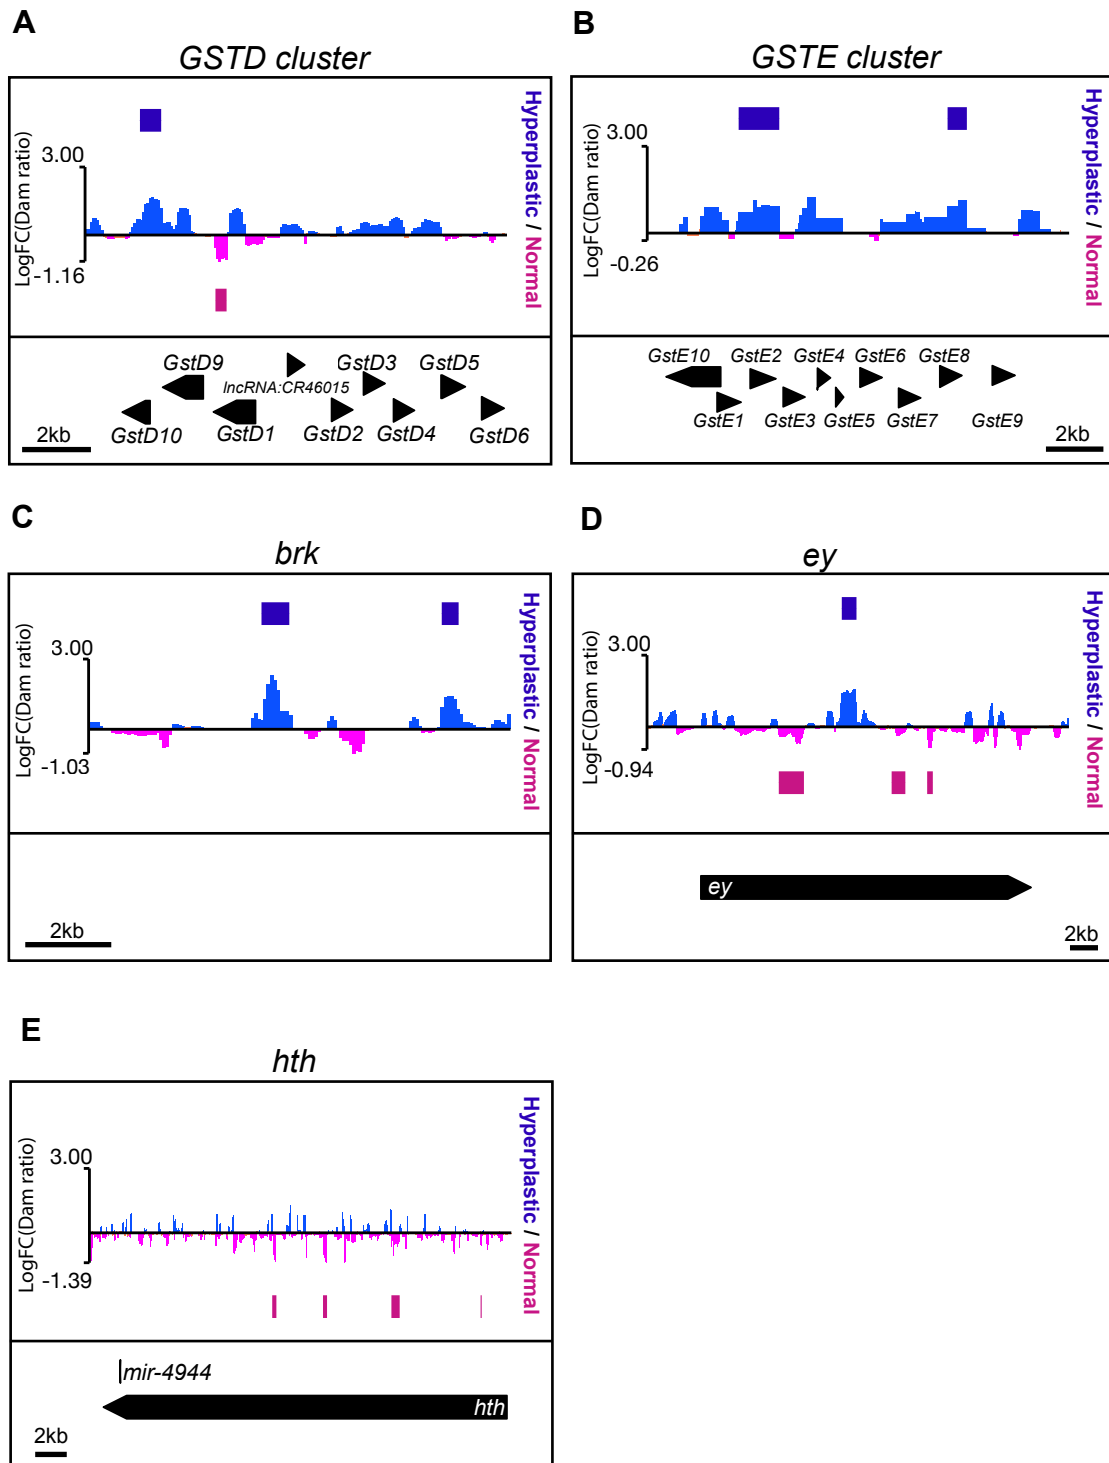 A
GSTD cluster
LogFC(Dam ratio)
3.00
-1.16
Hyperplastic / Normal
GstD9
lncRNA:CR46015
GstD3
GstD5
GstD10
GstD1
GstD2
GstD4
GstD6
2kb
B
GSTE cluster
LogFC(Dam ratio)
3.00
-0.26
Hyperplastic / Normal
GstE10
GstE2
GstE4
GstE6
GstE8
GstE1
GstE3
GstE5
GstE7
GstE9
2kb
C
brk
LogFC(Dam ratio)
3.00
-1.03
Hyperplastic / Normal
2kb
D
ey
LogFC(Dam ratio)
3.00
-0.94
Hyperplastic / Normal
ey
2kb
E
hth
LogFC(Dam ratio)
3.00
-1.39
Hyperplastic / Normal
mir-4944
hth
2kb